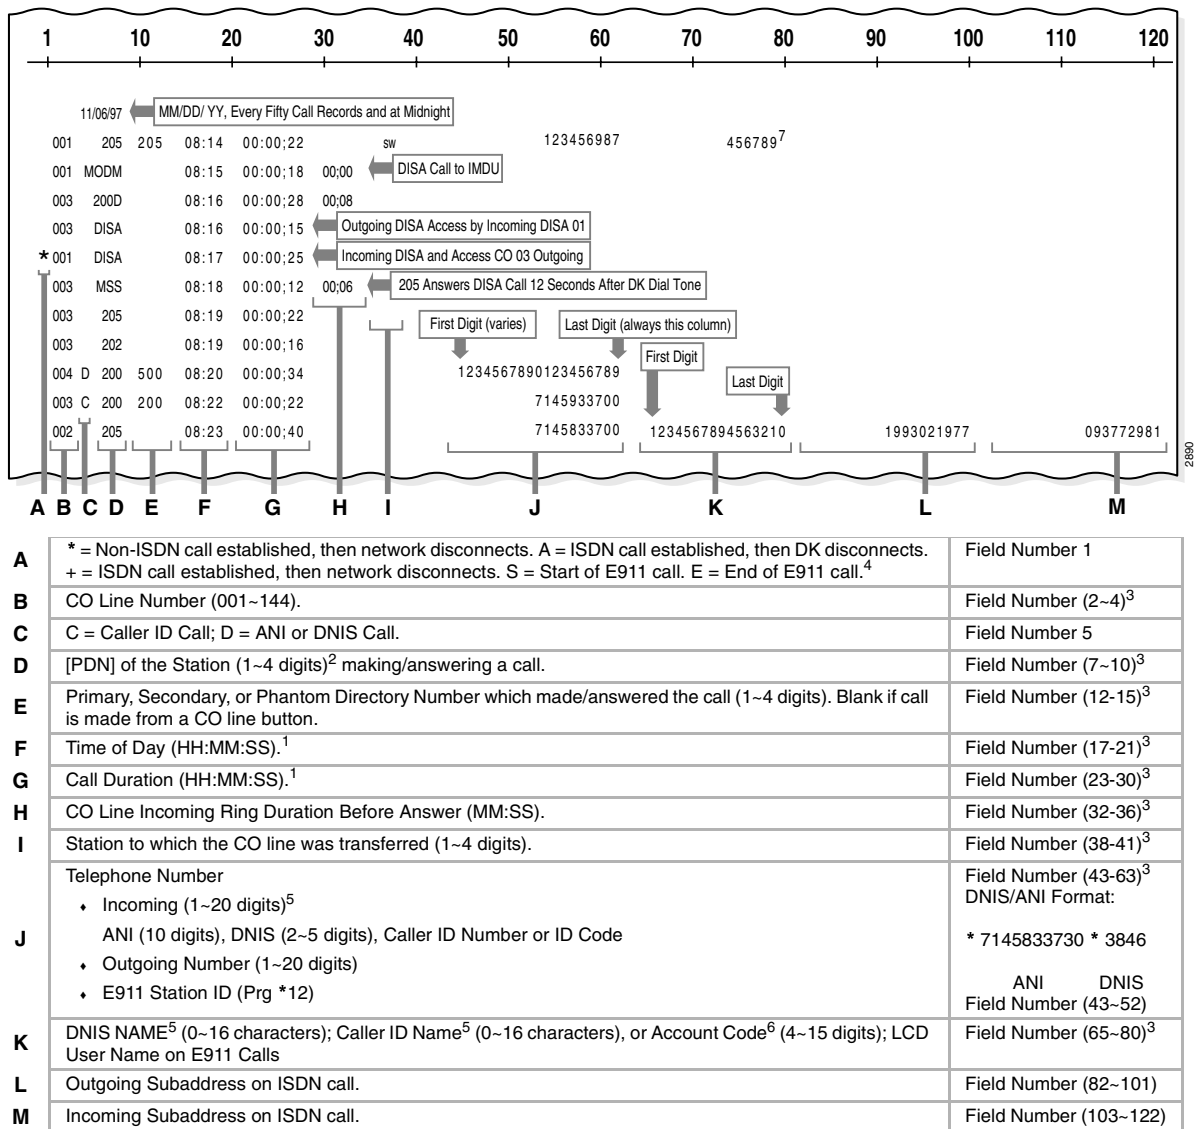 1 10 20 30 40 50 60 70 80 90 100 110 120
11/06/97 MM/DD/ YY, Every Fifty Call Records and at Midnight
001 205 205 08:14 00:00;22 sw 123456987 456789⁷
001 MODM 08:15 00:00;18 00;00 DISA Call to IMDU
003 200D 08:16 00:00;28 00;08
003 DISA 08:16 00:00;15 Outgoing DISA Access by Incoming DISA 01
*001 DISA 08:17 00:00;25 Incoming DISA and Access CO 03 Outgoing
003 MSS 08:18 00:00;12 00;06 205 Answers DISA Call 12 Seconds After DK Dial Tone
003 205 08:19 00:00;22 First Digit (varies) Last Digit (always this column)
003 202 08:19 00:00;16 First Digit
004 D 200 500 08:20 00:00;34 1234567890123456789 Last Digit
003 C 200 200 08:22 00:00;22 7145933700
002 205 08:23 00:00;40 7145833700 1234567894563210 1993021977 093772981
2890
A B C D E F G H I J K L M
A * = Non-ISDN call established, then network disconnects. A = ISDN call established, then DK disconnects. Field Number 1
+ = ISDN call established, then network disconnects. S = Start of E911 call. E = End of E911 call.⁴
B CO Line Number (001~144). Field Number (2~4)³
C C = Caller ID Call; D = ANI or DNIS Call. Field Number 5
D [PDN] of the Station (1~4 digits)² making/answering a call. Field Number (7~10)³
E Primary, Secondary, or Phantom Directory Number which made/answered the call (1~4 digits). Blank if call Field Number (12-15)³
is made from a CO line button.
F Time of Day (HH:MM:SS).¹ Field Number (17-21)³
G Call Duration (HH:MM:SS).¹ Field Number (23-30)³
H CO Line Incoming Ring Duration Before Answer (MM:SS). Field Number (32-36)³
I Station to which the CO line was transferred (1~4 digits). Field Number (38-41)³
J Telephone Number Field Number (43-63)³
♦ Incoming (1~20 digits)⁵ DNIS/ANI Format:
ANI (10 digits), DNIS (2~5 digits), Caller ID Number or ID Code * 7145833730 * 3846
♦ Outgoing Number (1~20 digits)
♦ E911 Station ID (Prg *12) ANI DNIS
Field Number (43~52)
K DNIS NAME⁵ (0~16 characters); Caller ID Name⁵ (0~16 characters), or Account Code⁶ (4~15 digits); LCD Field Number (65~80)³
User Name on E911 Calls
L Outgoing Subaddress on ISDN call. Field Number (82~101)
M Incoming Subaddress on ISDN call. Field Number (103~122)